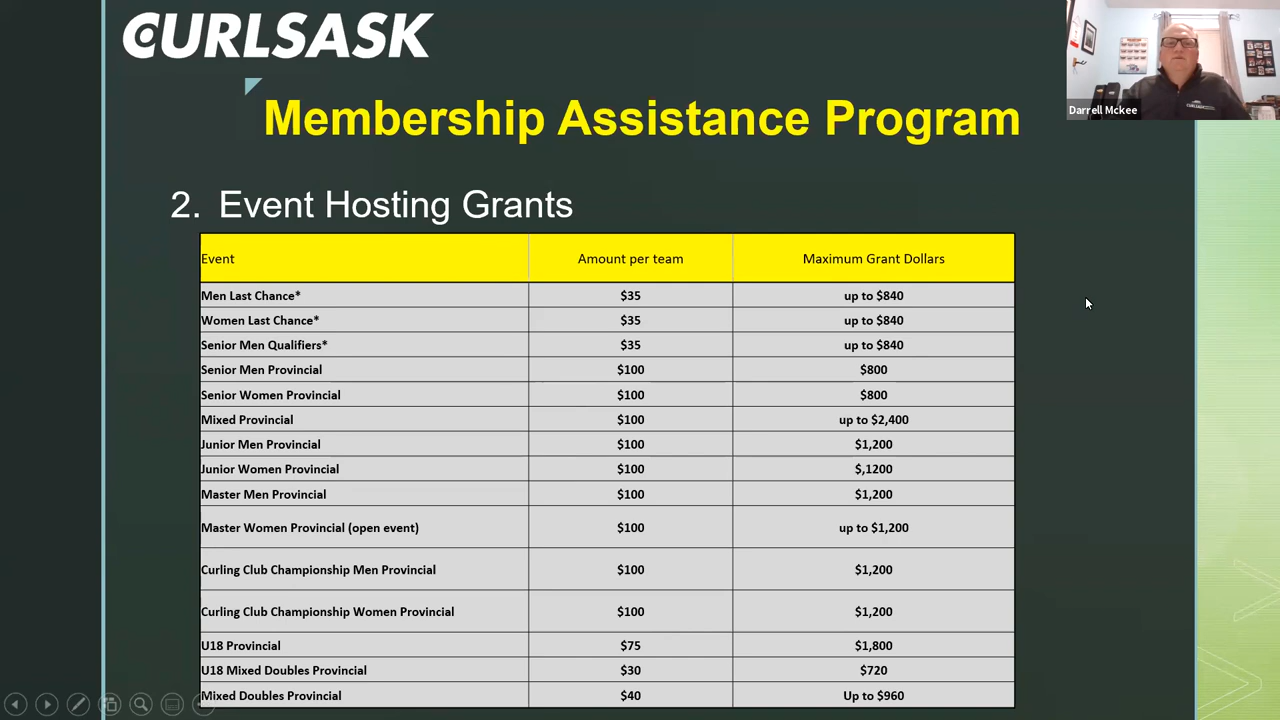 CURLSASK
Darrell Mckee
Membership Assistance Program
2. Event Hosting Grants
Event Amount per team Maximum Grant Dollars
Men Last Chance* $35 up to $840
Women Last Chance* $35 up to $840
Senior Men Qualifiers* $35 up to $840
Senior Men Provincial $100 $800
Senior Women Provincial $100 $800
Mixed Provincial $100 up to $2,400
Junior Men Provincial $100 $1,200
Junior Women Provincial $100 $,1200
Master Men Provincial $100 $1,200
Master Women Provincial (open event) $100 up to $1,200
Curling Club Championship Men Provincial $100 $1,200
Curling Club Championship Women Provincial $100 $1,200
U18 Provincial $75 $1,800
U18 Mixed Doubles Provincial $30 $720
Mixed Doubles Provincial $40 Up to $960